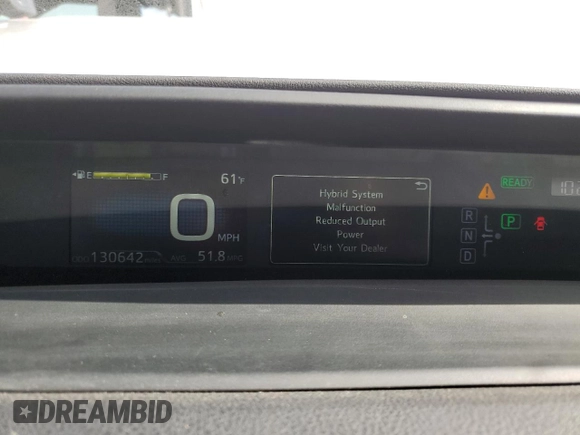 E F 61°F
0 MPH
ODO 130642 miles AVG 51.8 MPG
Hybrid System
Malfunction
Reduced Output
Power
Visit Your Dealer
READY
R
N P
D
DREAMBID